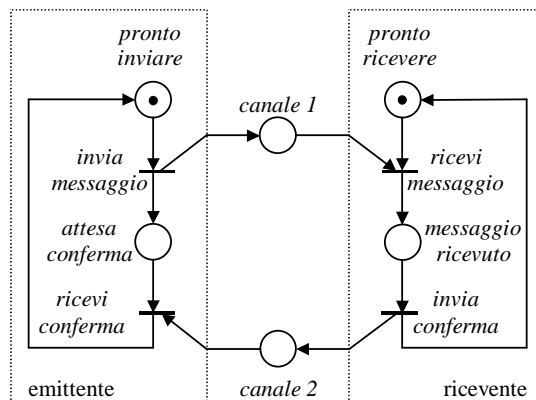 pronto
inviare
pronto
ricevere
canale 1
invia
messaggio
ricevi
messaggio
attesa
conferma
messaggio
ricevuto
ricevi
conferma
invia
conferma
emittente
canale 2
ricevente